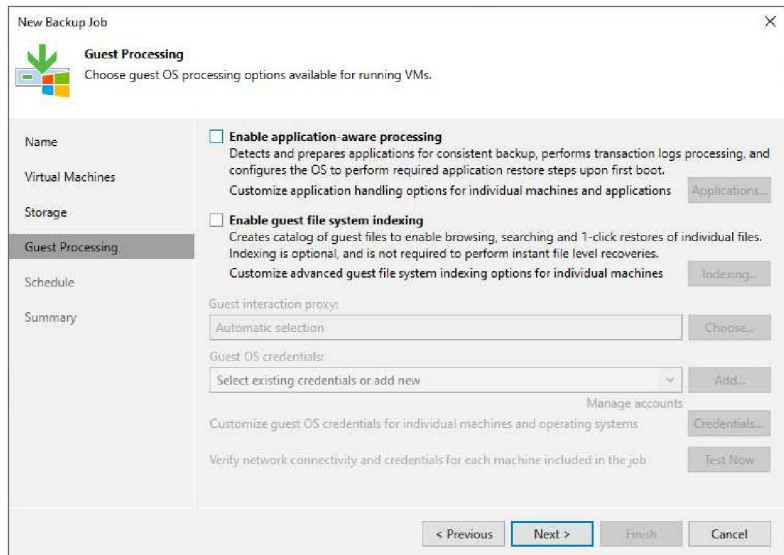 New Backup Job
Guest Processing
Choose guest OS processing options available for running VMs.
Name
Virtual Machines
Storage
Guest Processing
Schedule
Summary
Enable application-aware processing
Detects and prepares applications for consistent backup, performs transaction logs processing, and
configures the OS to perform required application restore steps upon first boot.
Customize application handling options for individual machines and applications
Applications...
Enable guest file system indexing
Creates catalog of guest files to enable browsing, searching and 1-click restores of individual files.
Indexing is optional, and is not required to perform instant file level recoveries.
Customize advanced guest file system indexing options for individual machines
Indexing...
Guest interaction proxy:
Automatic selection
Choose...
Guest OS credentials:
Select existing credentials or add new
Add...
Manage accounts
Customize guest OS credentials for individual machines and operating systems
Credentials...
Verify network connectivity and credentials for each machine included in the job
Test Now
< Previous
Next >
Finish
Cancel